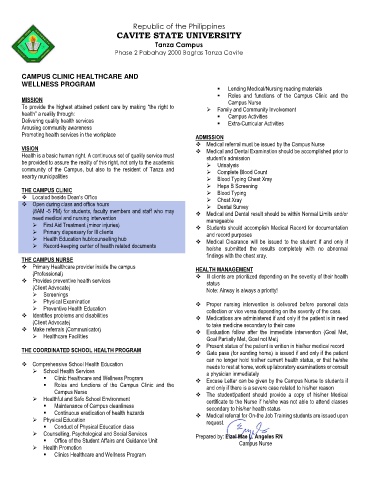 Republic of the Philippines
CAVITE STATE UNIVERSITY
Tanza Campus
Phase 2 Pabahay 2000 Bagtas Tanza Cavite
CAMPUS CLINIC HEALTHCARE AND
WELLNESS PROGRAM
MISSION
To provide the highest attained patient care by making "the right to
health" a reality through:
Delivering quality health services
Arousing community awareness
Promoting health services in the workplace
VISION
Health is a basic human right. A continuous set of quality service must
be provided to assure the reality of this right, not only to the academic
community of the Campus, but also to the resident of Tanza and
nearby municipalities
THE CAMPUS CLINIC
❖ Located beside Dean's Office
❖ Open during class and office hours
(8AM -5 PM) for students, faculty members and staff who may
need medical and nursing intervention
➢ First Aid Treatment (minor injuries)
➢ Primary dispensary for ill clients
➢ Health Education hub/counseling hub
➢ Record-keeping center of health related documents
THE CAMPUS NURSE
❖ Primary Healthcare provider inside the campus
(Professional)
❖ Provides preventive health services
(Client Advocate)
➢ Screenings
➢ Physical Examination
➢ Preventive Health Education
❖ Identifies problems and disabilities
(Client Advocate)
❖ Make referrals (Communicator)
➢ Healthcare Facilities
THE COORDINATED SCHOOL HEALTH PROGRAM
❖ Comprehensive School Health Education
➢ School Health Services
▪ Clinic Healthcare and Wellness Program
▪ Roles and functions of the Campus Clinic and the
Campus Nurse
➢ Healthful and Safe School Environment
▪ Maintenance of Campus cleanliness
▪ Continuous eradication of health hazards
➢ Physical Education
▪ Conduct of Physical Education class
➢ Counselling, Psychological and Social Services
▪ Office of the Student Affairs and Guidance Unit
➢ Health Promotion
▪ Clinics Healthcare and Wellness Program
▪ Lending Medical/Nursing reading materials
▪ Roles and functions of the Campus Clinic and the
Campus Nurse
➢ Family and Community Involvement
▪ Campus Activities
▪ Extra-Curricular Activities
ADMISSION
❖ Medical referral must be issued by the Campus Nurse
❖ Medical and Dental Examination should be accomplished prior to
student's admission
➢ Urinalysis
➢ Complete Blood Count
➢ Blood Typing Chest Xray
➢ Hepa B Screening
➢ Blood Typing
➢ Chest Xray
➢ Dental Survey
❖ Medical and Dental result should be within Normal Limits and/or
manageable
❖ Students should accomplish Medical Record for documentation
and record purposes
❖ Medical Clearance will be issued to the student if and only if
he/she submitted the results completely with no abnormal
findings with the chest xray.
HEALTH MANAGEMENT
❖ Ill clients are prioritized depending on the severity of their health
status
Note: Airway is always a priority!
❖ Proper nursing intervention is delivered before personal data
collection or vice versa depending on the severity of the case
❖ Medications are administered if and only if the patient is in need
to take medicine secondary to their case
❖ Evaluation follow after the immediate intervention (Goal Met,
Goal Partially Met, Goal not Met).
❖ Present status of the patient is written in his/her medical record
❖ Gate pass (for sending home) is issued if and only if the patient
can no longer hold his/her current health status, or that he/she
needs to rest at home, work up laboratory examinations or consult
a physician immediately
❖ Excuse Letter can be given by the Campus Nurse to students if
and only if there is a severe case related to his/her reason
❖ The student/patient should provide a copy of his/her Medical
certificate to the Nurse if he/she was not able to attend classes
secondary to his/her health status
❖ Medical referral for On-the Job Training students are issued upon
request.
Prepared by: Elzel Mae L. Angeles RN
Campus Nurse